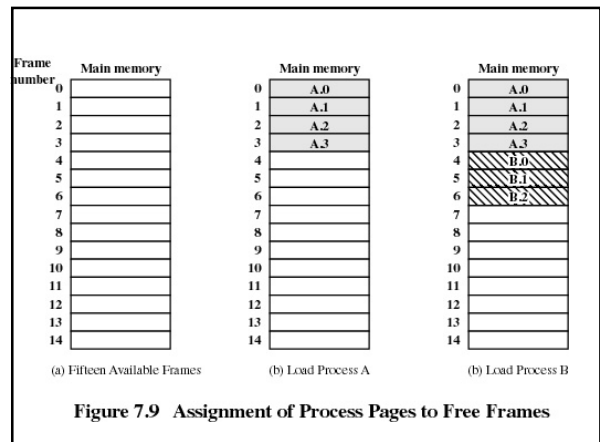 Frame
number
Main memory
0
1
2
3
4
5
6
7
8
9
10
11
12
13
14
(a) Fifteen Available Frames
Main memory
0 A.0
1 A.1
2 A.2
3 A.3
4
5
6
7
8
9
10
11
12
13
14
(b) Load Process A
Main memory
0 A.0
1 A.1
2 A.2
3 A.3
4 B.0
5 B.1
6 B.2
7
8
9
10
11
12
13
14
(b) Load Process B
Figure 7.9 Assignment of Process Pages to Free Frames